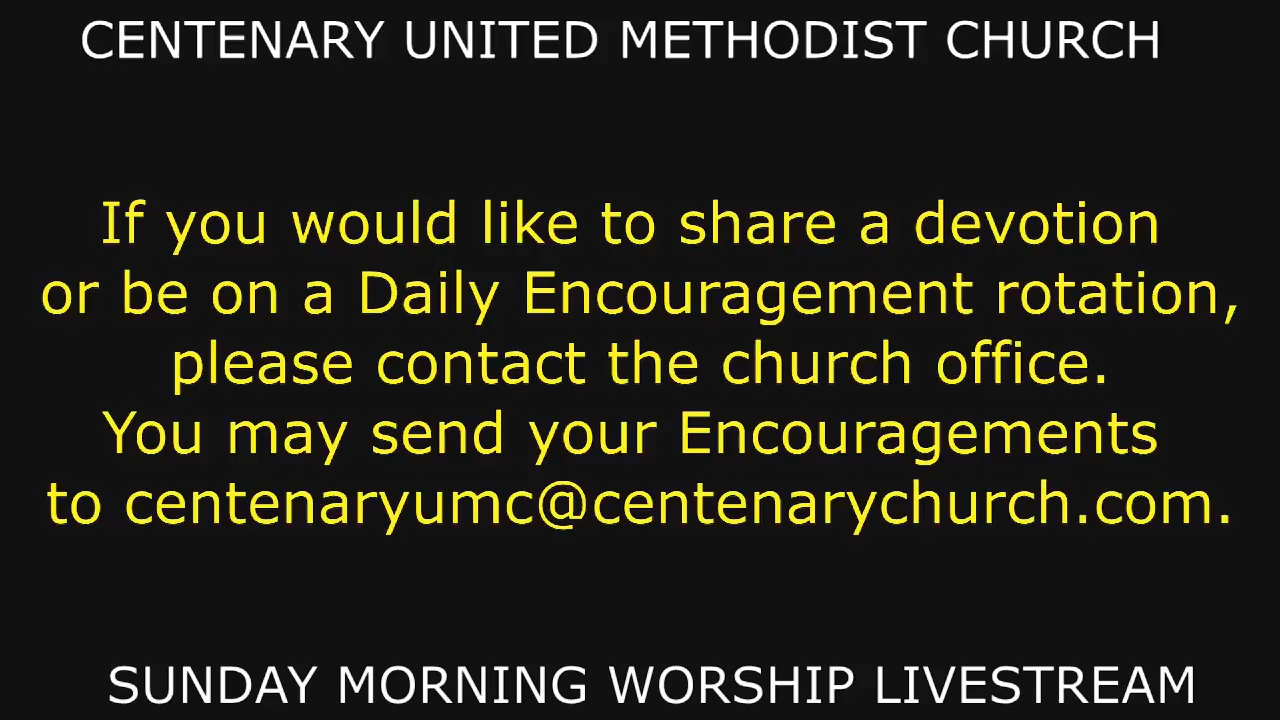 CENTENARY UNITED METHODIST CHURCH
If you would like to share a devotion
or be on a Daily Encouragement rotation,
please contact the church office.
You may send your Encouragements
to centenaryumc@centenarychurch.com.
SUNDAY MORNING WORSHIP LIVESTREAM